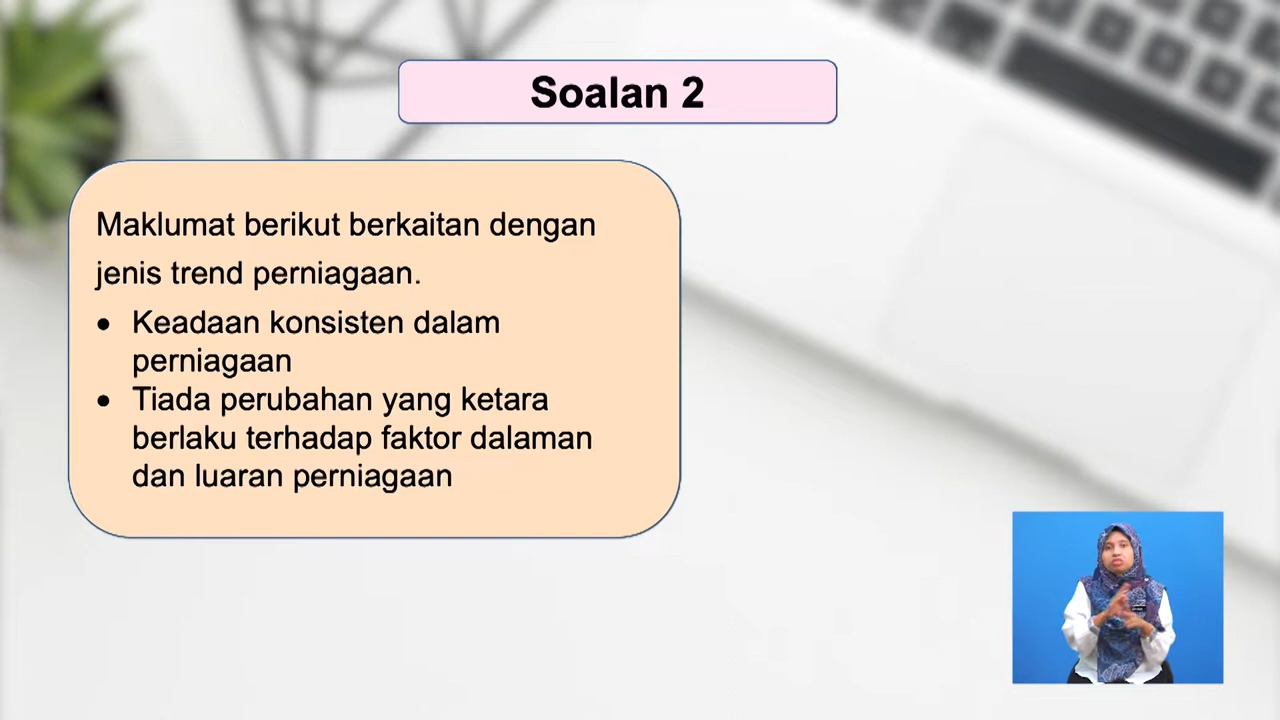 Soalan 2
Maklumat berikut berkaitan dengan
jenis trend perniagaan.
• Keadaan konsisten dalam
perniagaan
• Tiada perubahan yang ketara
berlaku terhadap faktor dalaman
dan luaran perniagaan